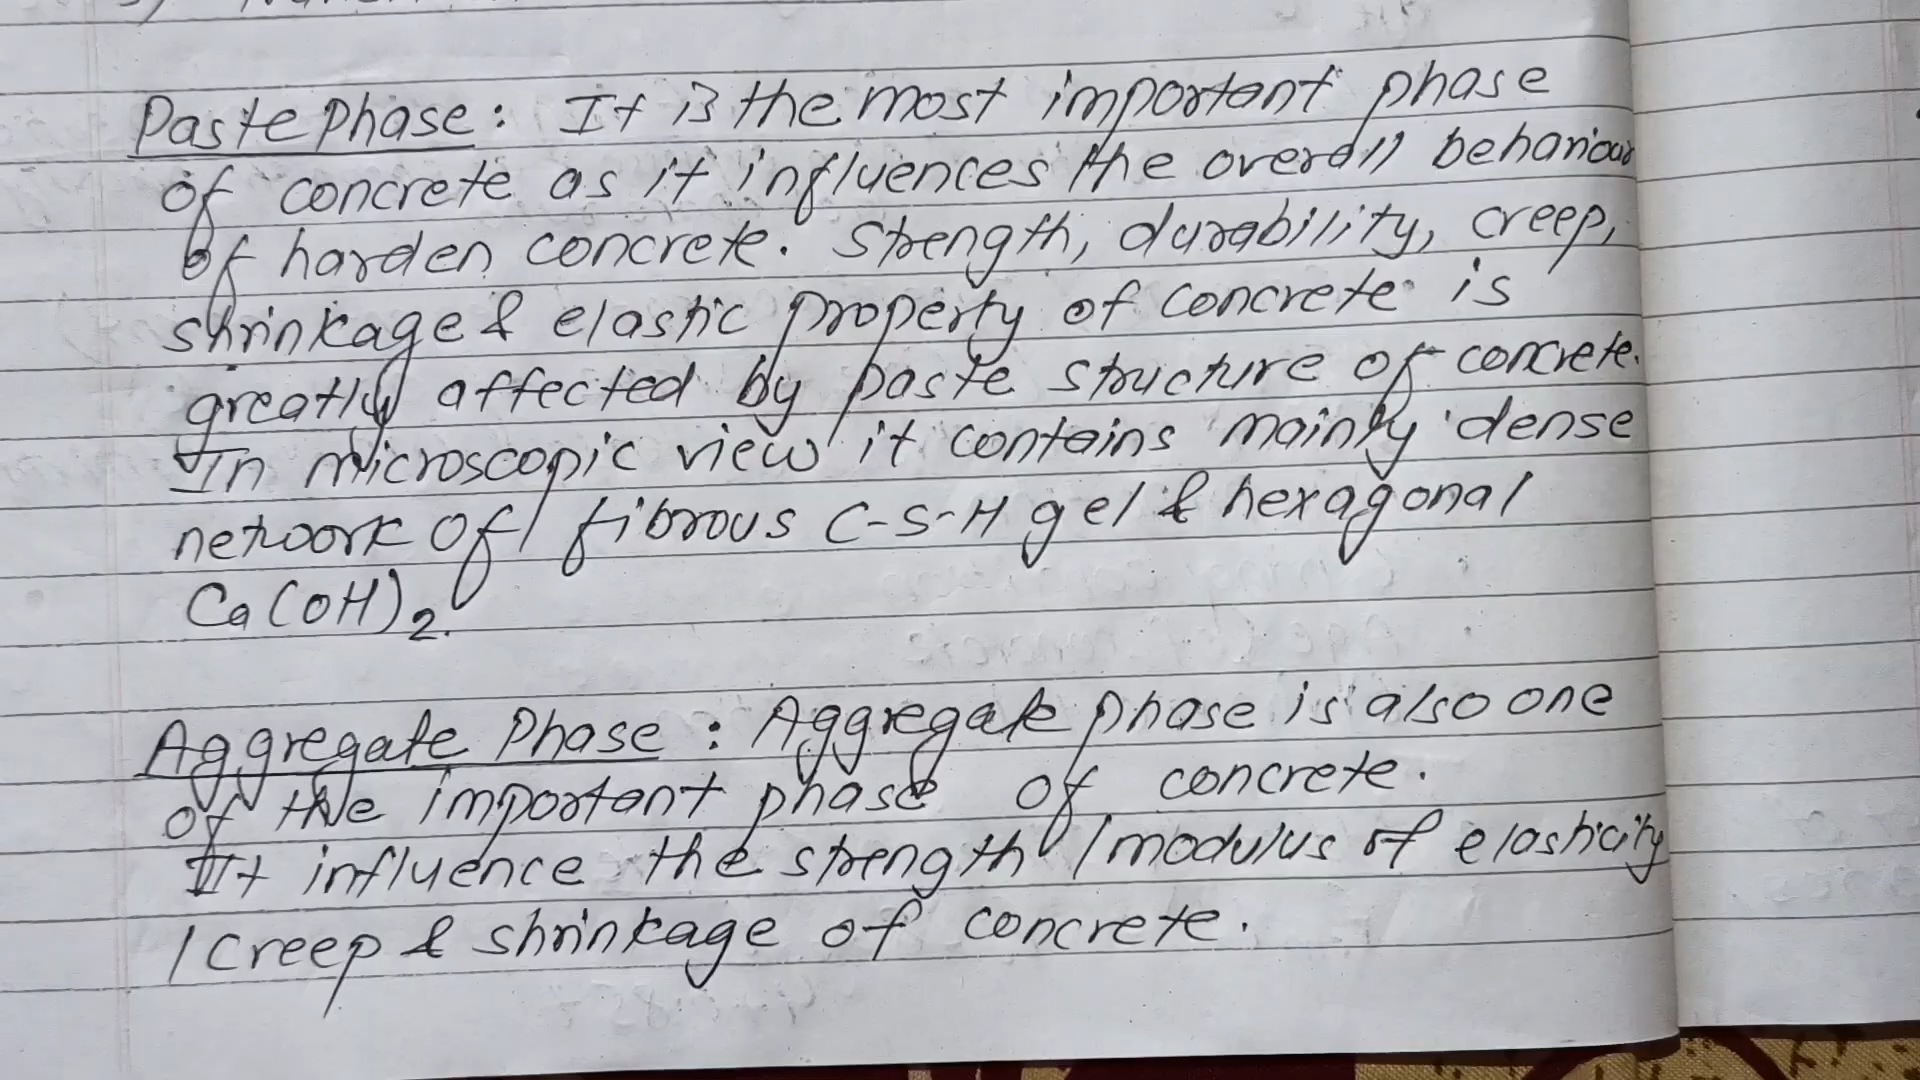 Paste Phase : It is the most important phase
of concrete as it influences the overall behaviour
of harden concrete. Strength, durability, creep,
shrinkage & elastic property of concrete is
greatly affected by paste structure of concrete.
In microscopic view it contains mainly dense
network of fibrous C-S-H gel & hexagonal
Ca(OH)₂.
Aggregate Phase : Aggregate phase is also one
of the important phase of concrete.
It influence the strength / modulus of elasticity
/ creep & shrinkage of concrete.